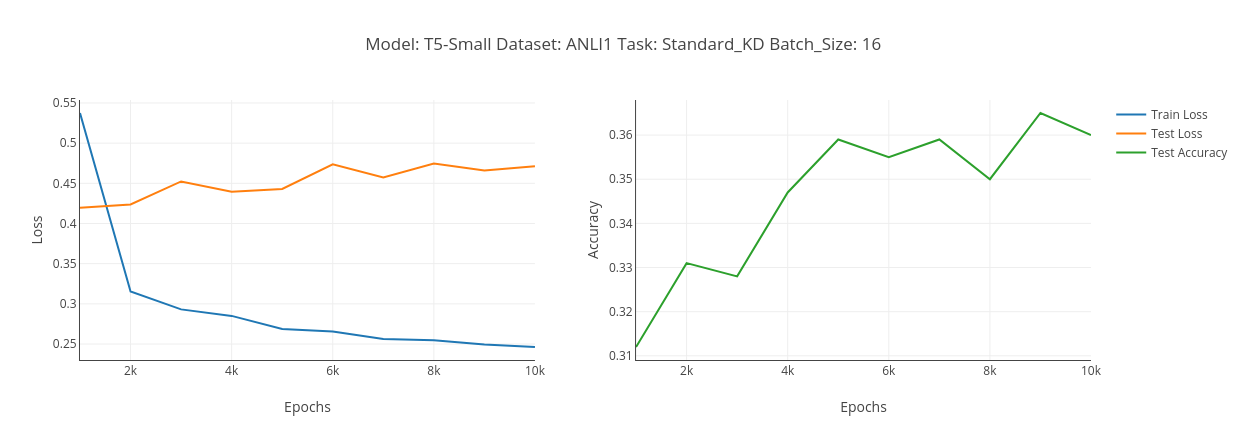 Model: T5-Small Dataset: ANLI1 Task: Standard_KD Batch_Size: 16
0.55
0.5
0.45
0.4
0.35
0.3
0.25
Loss
2k
4k
6k
8k
10k
Epochs
0.36
0.35
0.34
0.33
0.32
0.31
Accuracy
2k
4k
6k
8k
10k
Epochs
Train Loss
Test Loss
Test Accuracy